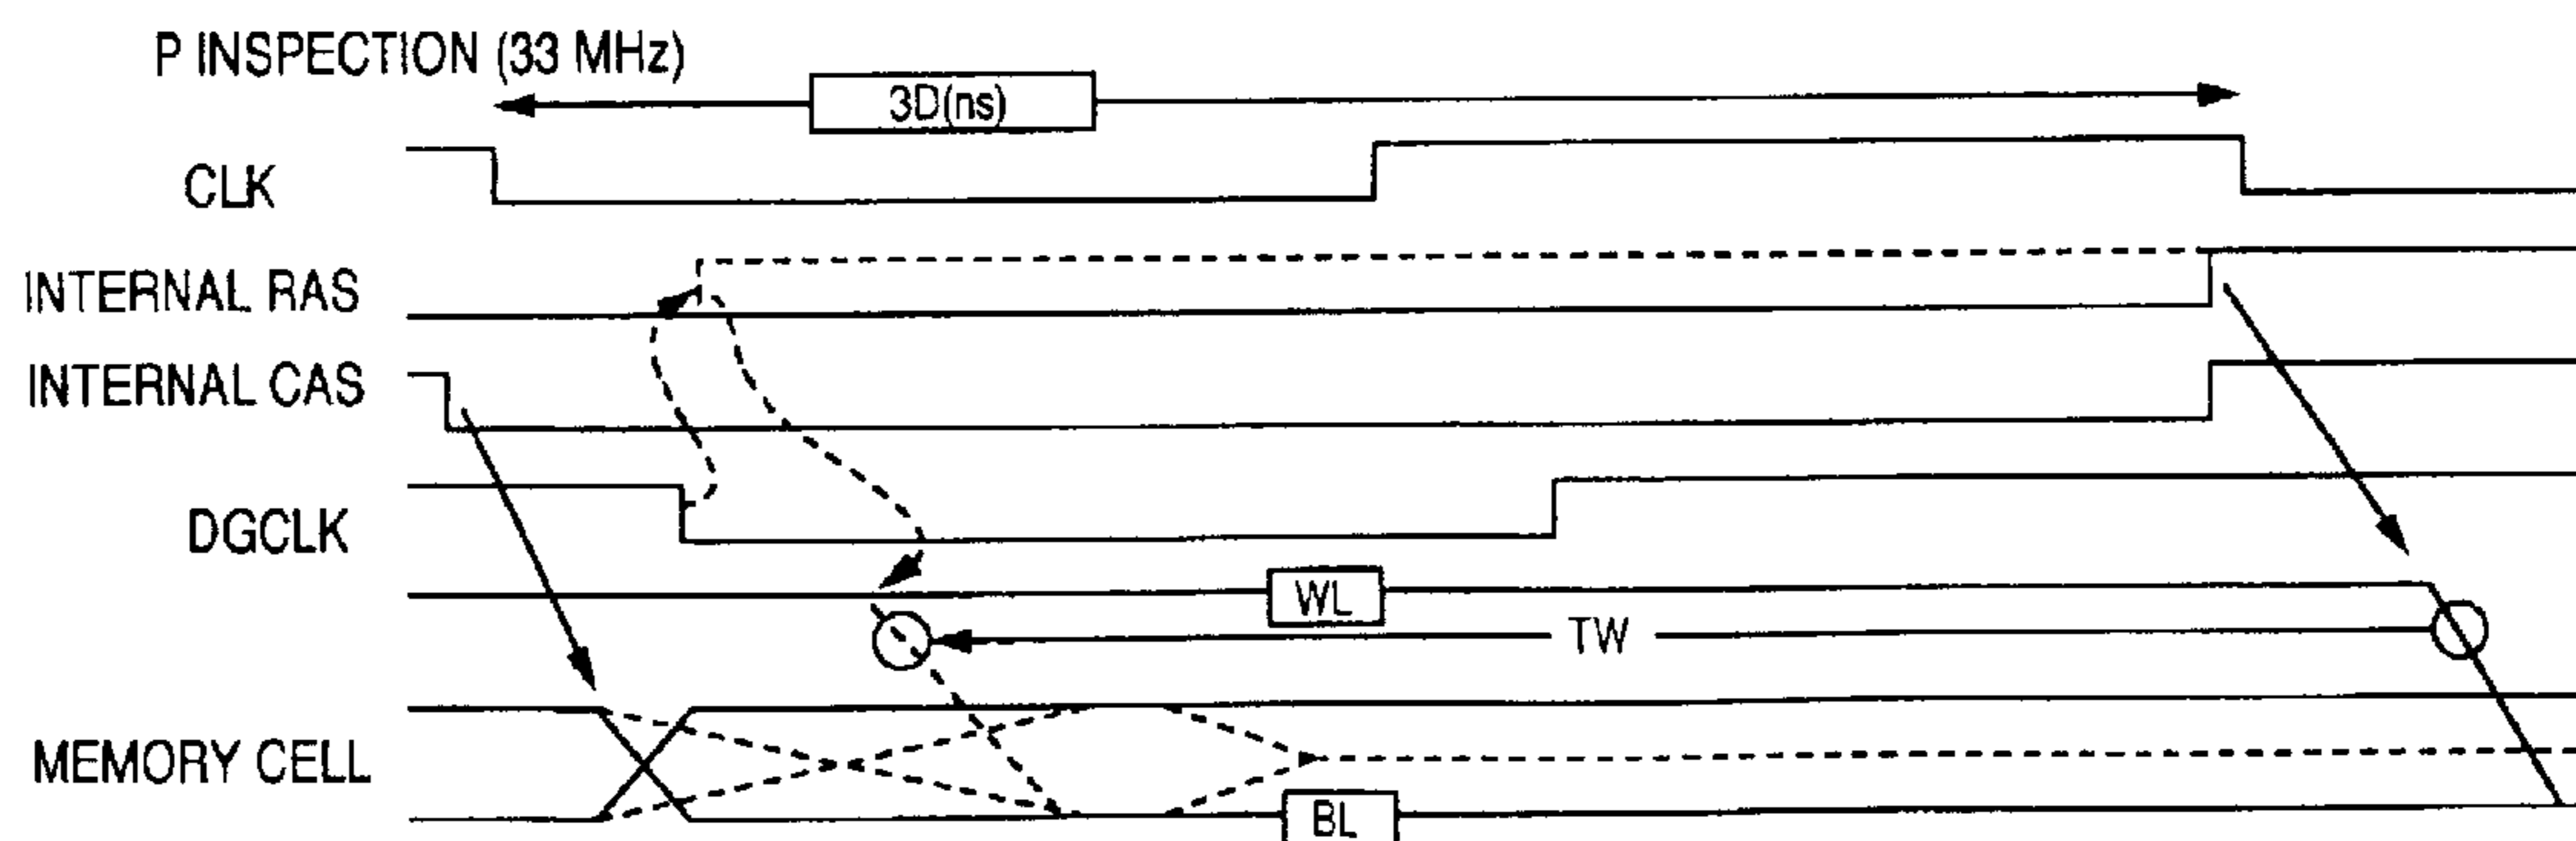 P INSPECTION (33 MHz)
3D(ns)
CLK
INTERNAL RAS
INTERNAL CAS
DGCLK
WL
TW
MEMORY CELL
BL